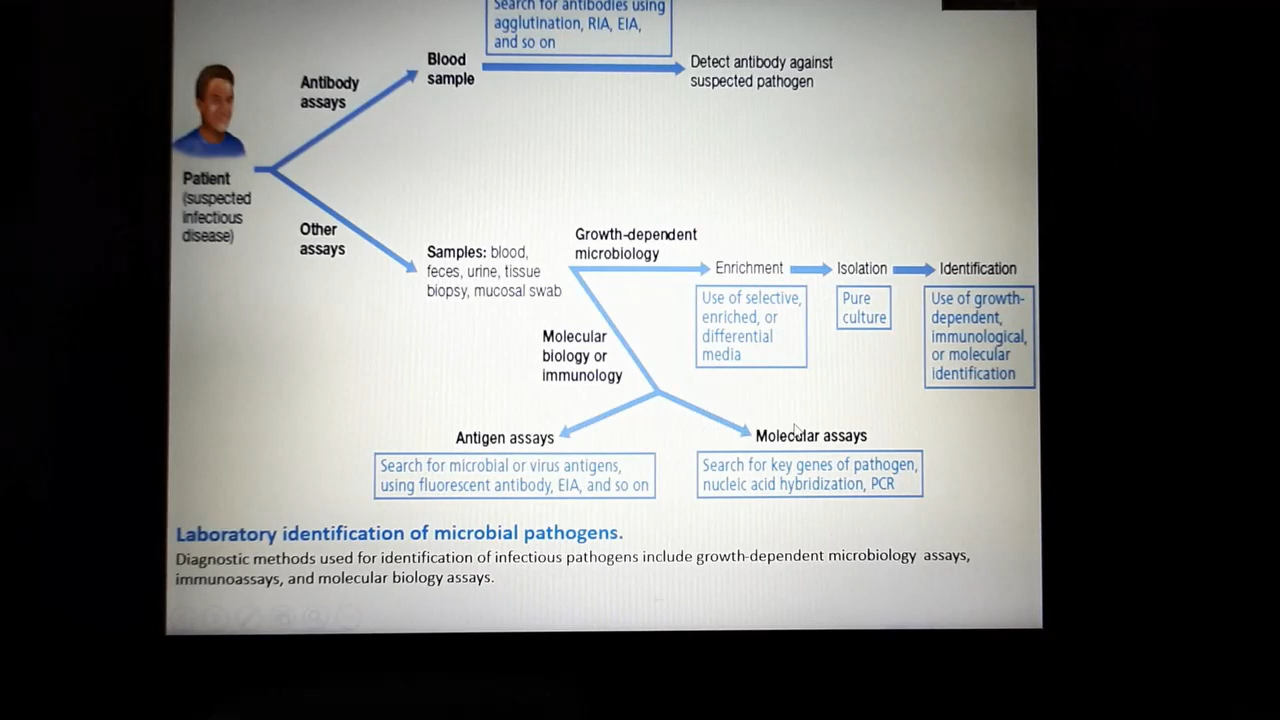 Search for antibodies using
agglutination, RIA, EIA,
and so on
Blood
sample
Detect antibody against
suspected pathogen
Antibody
assays
Patient
(suspected
infectious
disease)
Other
assays
Samples: blood,
feces, urine, tissue
biopsy, mucosal swab
Growth-dependent
microbiology
Enrichment
Isolation
Identification
Use of selective,
enriched, or
differential
media
Pure
culture
Use of growth-
dependent,
immunological,
or molecular
identification
Molecular
biology or
immunology
Antigen assays
Molecular assays
Search for microbial or virus antigens,
using fluorescent antibody, EIA, and so on
Search for key genes of pathogen,
nucleic acid hybridization, PCR
Laboratory identification of microbial pathogens.
Diagnostic methods used for identification of infectious pathogens include growth-dependent microbiology assays,
immunoassays, and molecular biology assays.